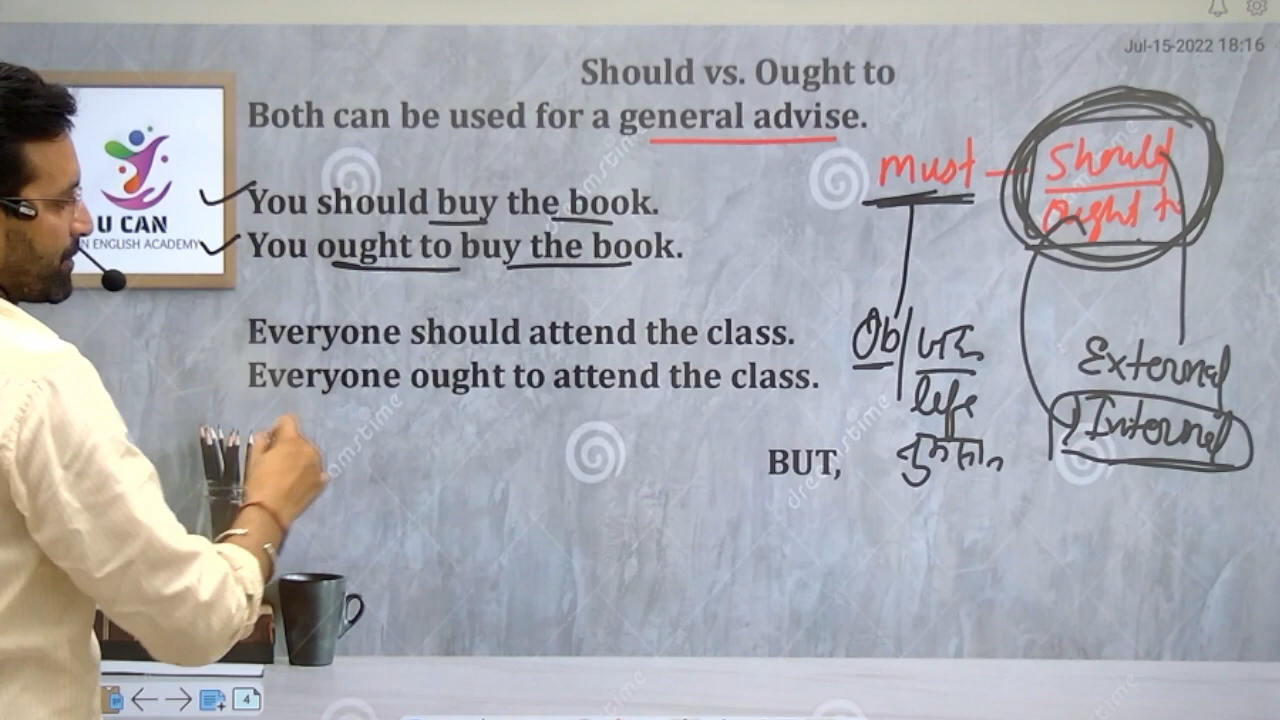 Jul-15-2022 18:16
Should vs. Ought to
Both can be used for a general advise.
Must - Should
Ought to
You should buy the book.
You ought to buy the book.
U CAN
N ENGLISH ACADEMY
Everyone should attend the class.
Everyone ought to attend the class.
Ob/
life
नुकसान
External
Internal
BUT,
4
dreamstime